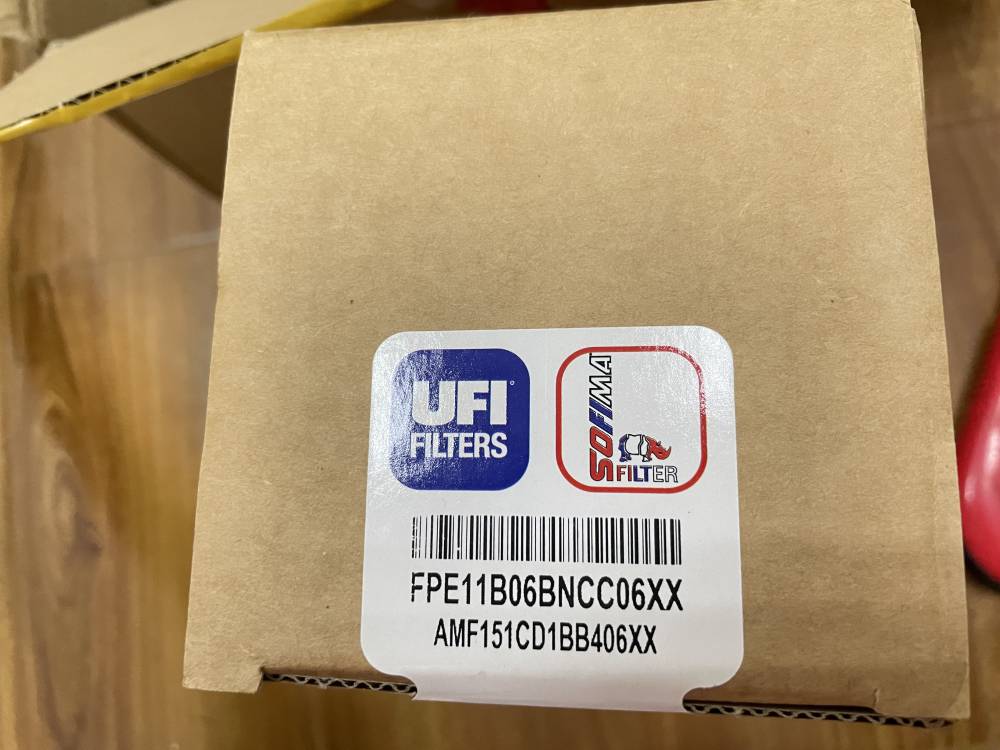 UFI
FILTERS
SOFIMA
FILTER
FPE11B06BNCC06XX
AMF151CD1BB406XX